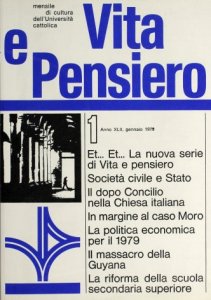 mensile
di cultura
dell'Università
cattolica
Vita
e
Pensiero
1
Anno XLII, gennaio 1979
Et... Et... La nuova serie
di Vita e pensiero
Società civile e Stato
Il dopo Concilio
nella Chiesa italiana
In margine al caso Moro
La politica economica
per il 1979
Il massacro della
Guyana
La riforma della scuola
secondaria superiore